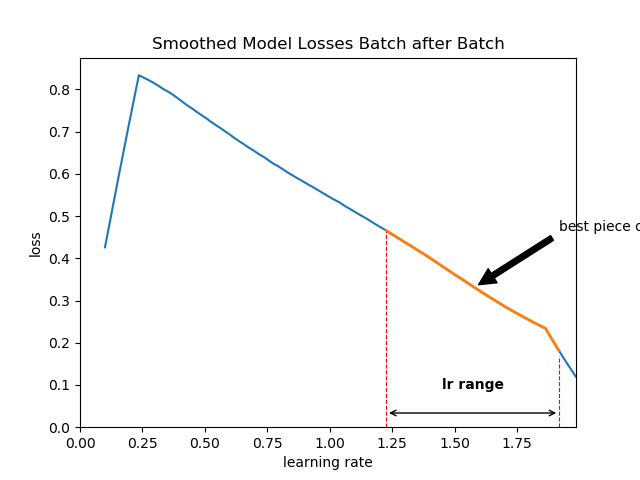 Smoothed Model Losses Batch after Batch
0.8
0.7
0.6
0.5
best piece
0.4
loss
0.3
0.2
lr range
0.1
0.0
0.00 0.25 0.50 0.75 1.00 1.25 1.50 1.75
learning rate